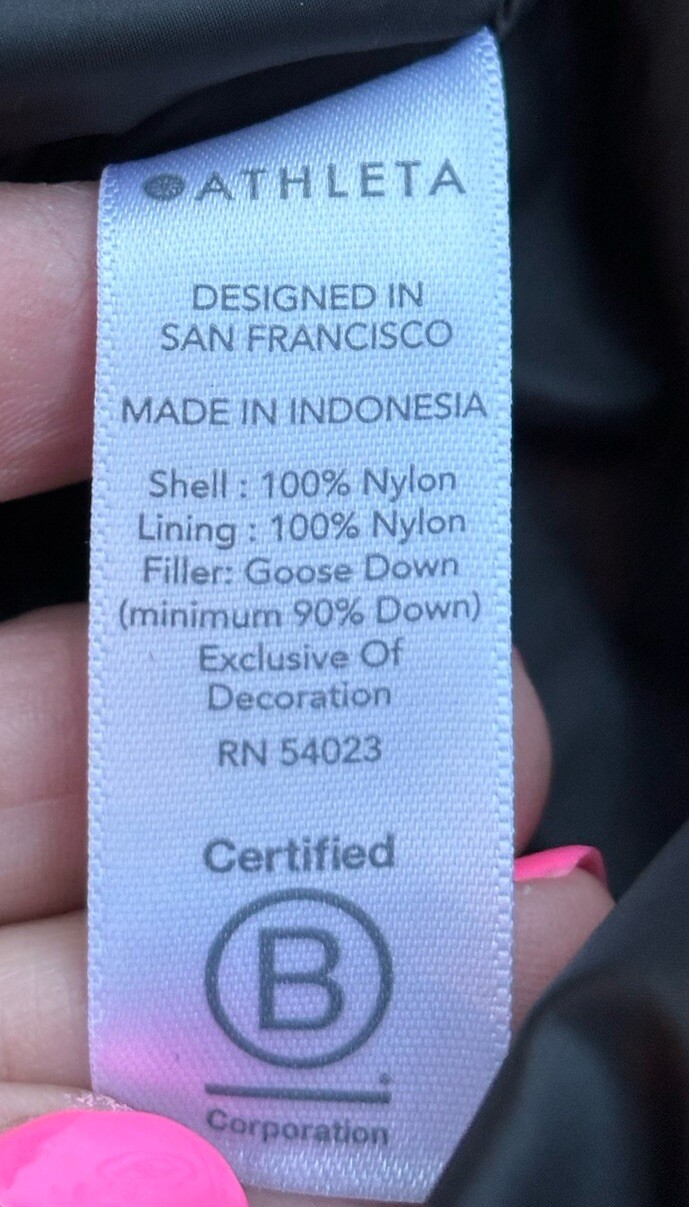 ATHLETA
DESIGNED IN
SAN FRANCISCO
MADE IN INDONESIA
Shell : 100% Nylon
Lining : 100% Nylon
Filler: Goose Down
(minimum 90% Down)
Exclusive Of
Decoration
RN 54023
Certified
B
Corporation